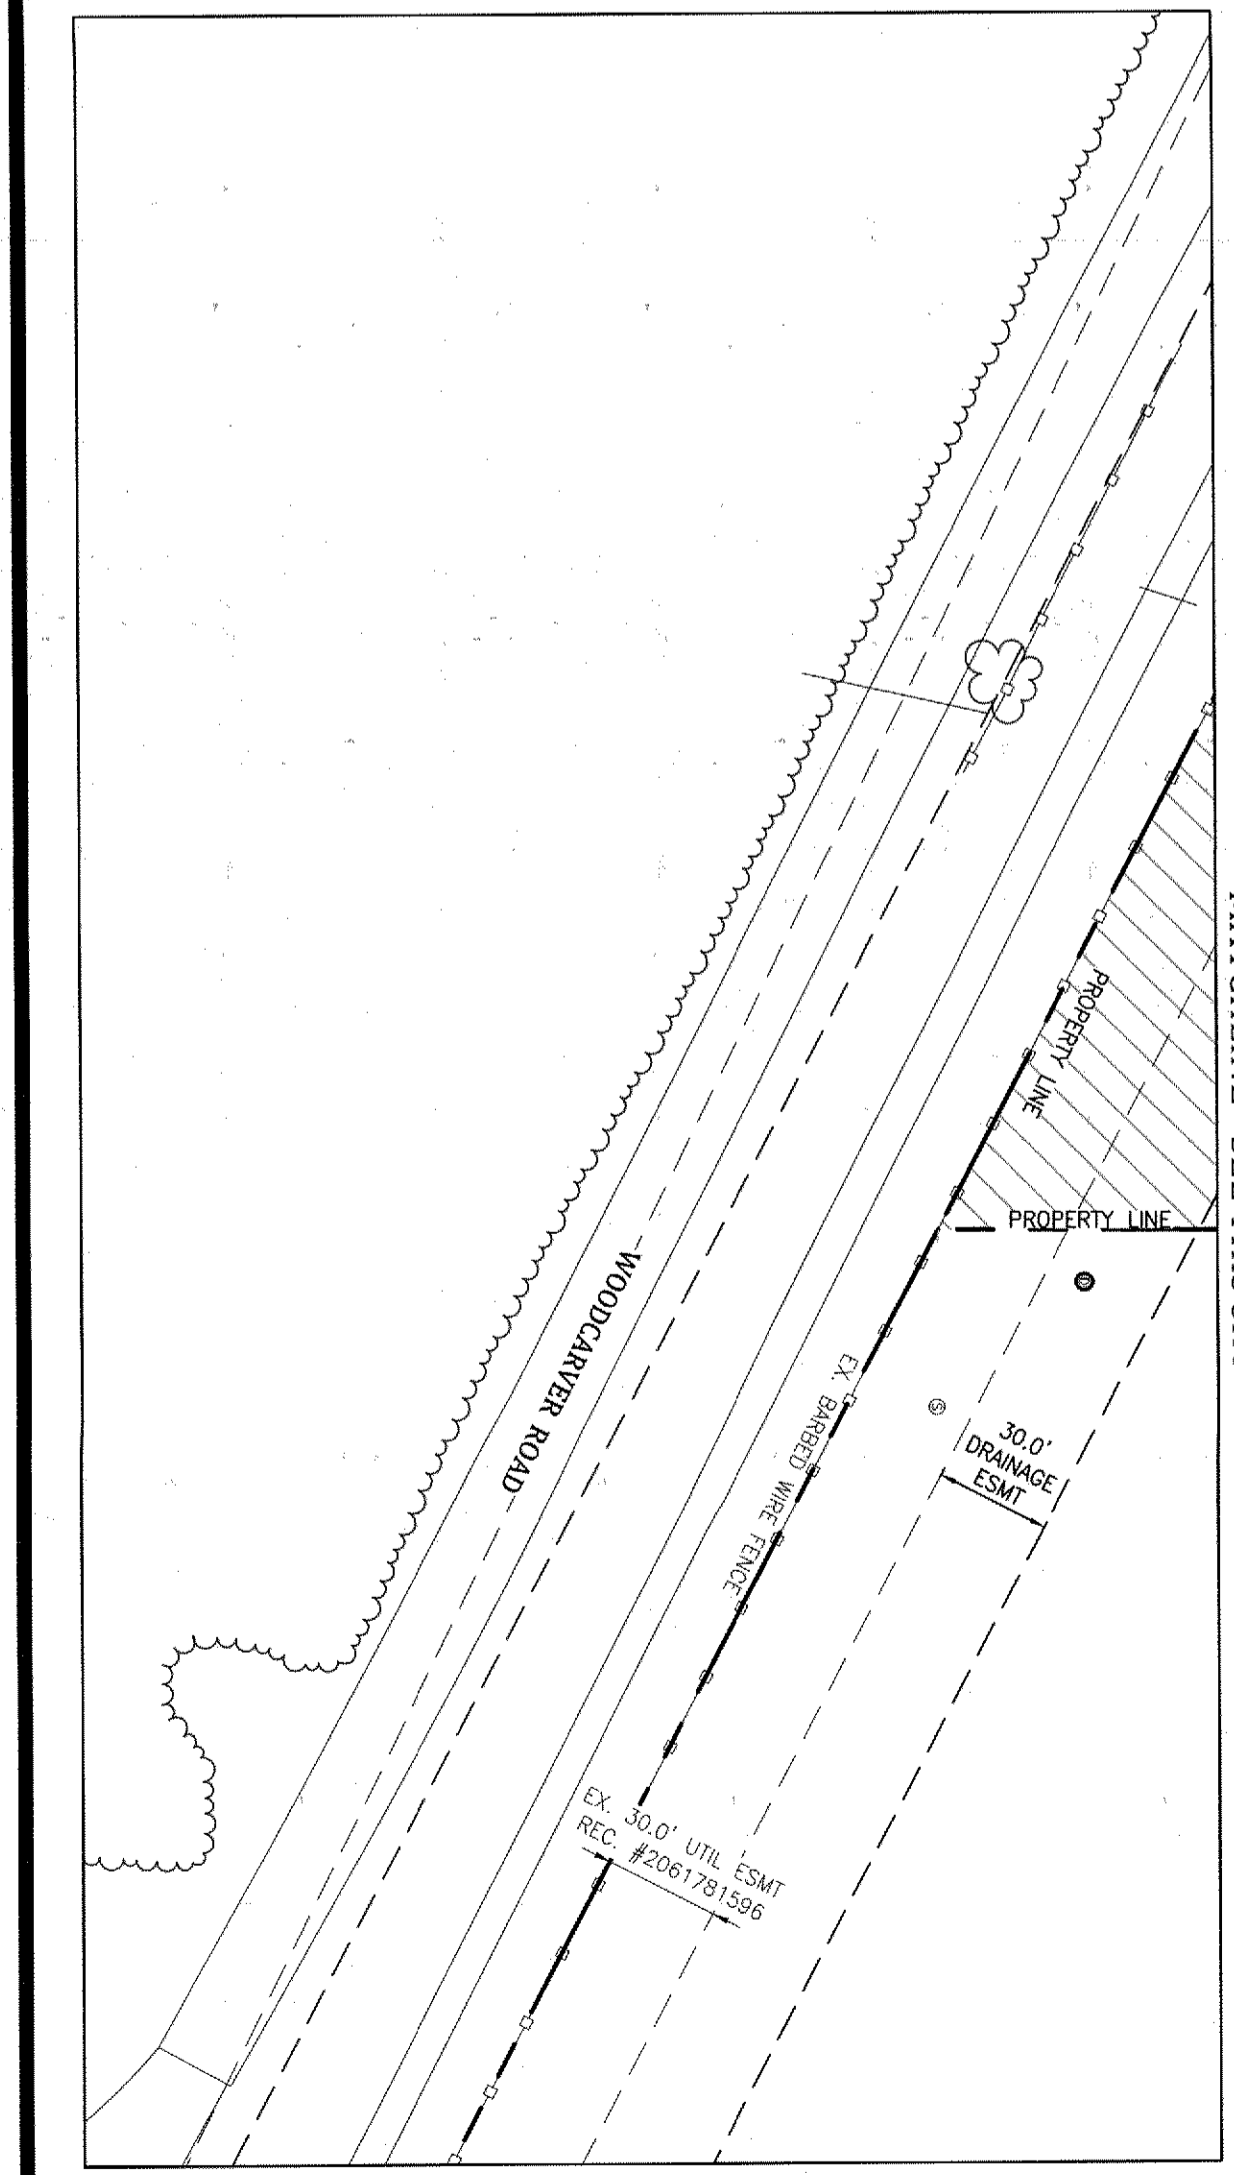 PROPERTY LINE
PROPERTY LINE
WOODCARVER ROAD
EX. BARBED WIRE FENCE
30.0'
DRAINAGE
ESMT
EX. 30.0' UTIL ESMT
REC. #2061781596
S